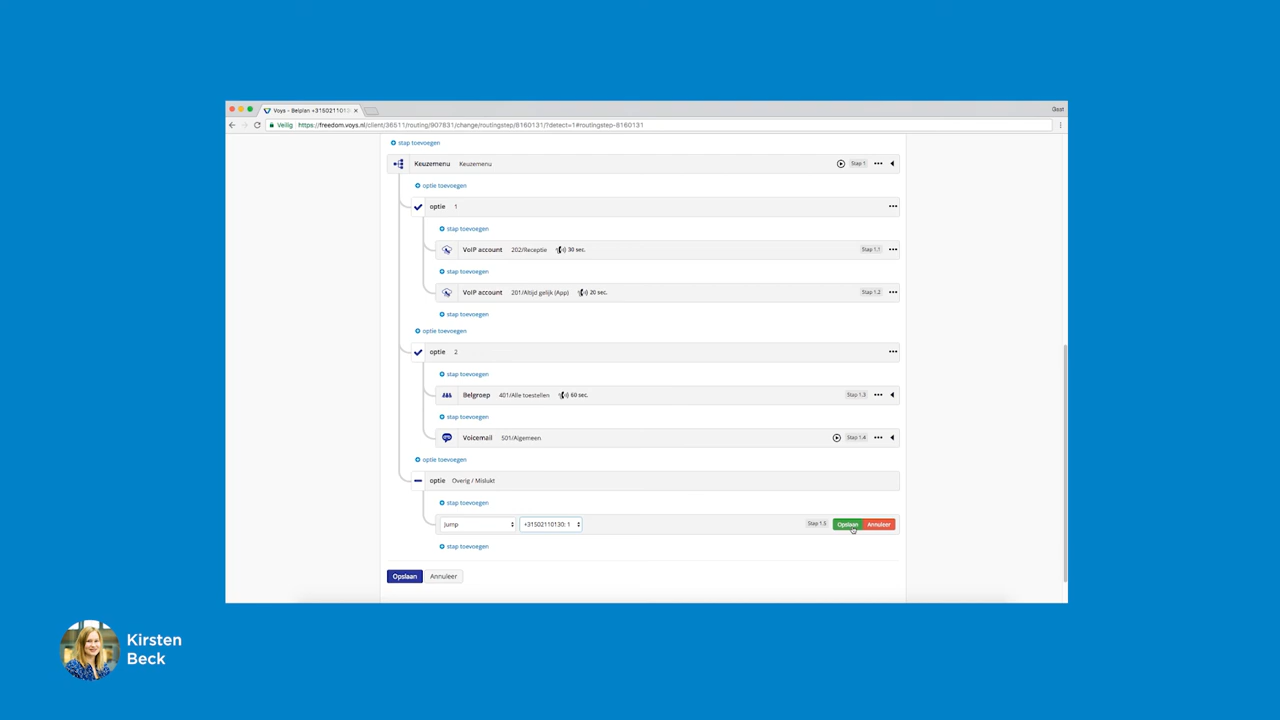 Voys - Belplan +3150211013
Gast
Veilig https://freedom.voys.nl/client/36511/routing/907631/change/routingstep/8160131/?detect=1#routingstep-8160131
stap toevoegen
Keuzemenu Keuzemenu Stap 1
optie toevoegen
optie 1
stap toevoegen
VoIP account 202/Receptie 30 sec. Stap 1.1
stap toevoegen
VoIP account 201/Altijd gelijk (App) 20 sec. Stap 1.2
stap toevoegen
optie toevoegen
optie 2
stap toevoegen
Belgroep 401/Alle toestellen 60 sec. Stap 1.3
stap toevoegen
Voicemail 501/Algemeen Stap 1.4
optie toevoegen
optie Overig / Mislukt
stap toevoegen
Jump +31502110130: 1 Stap 1.5 Opslaan Annuleer
stap toevoegen
Opslaan Annuleer
Kirsten
Beck